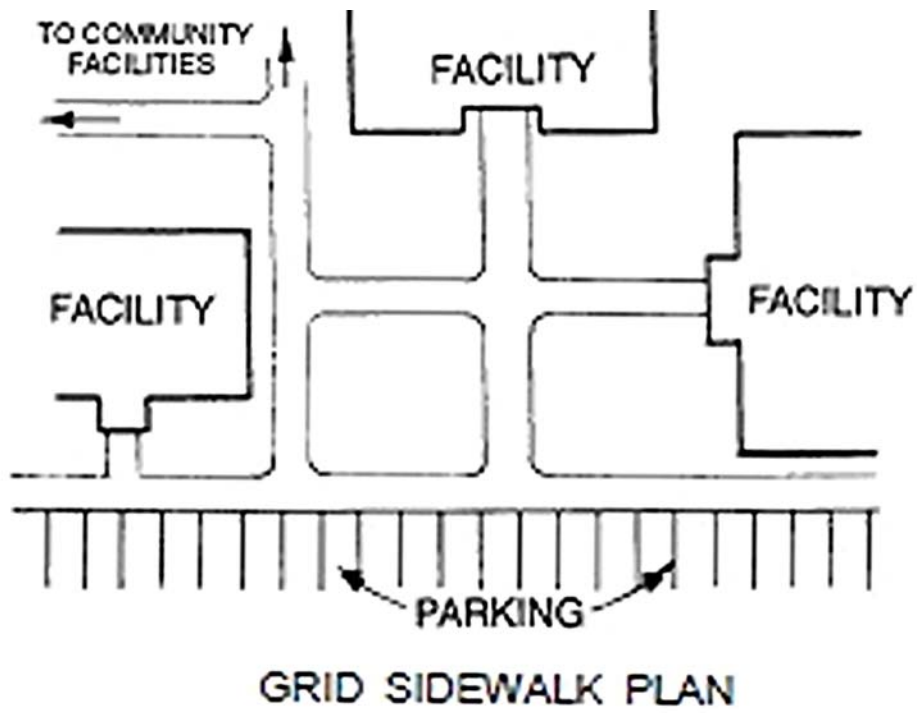 TO COMMUNITY
FACILITIES
FACILITY
FACILITY
FACILITY
PARKING
GRID SIDEWALK PLAN